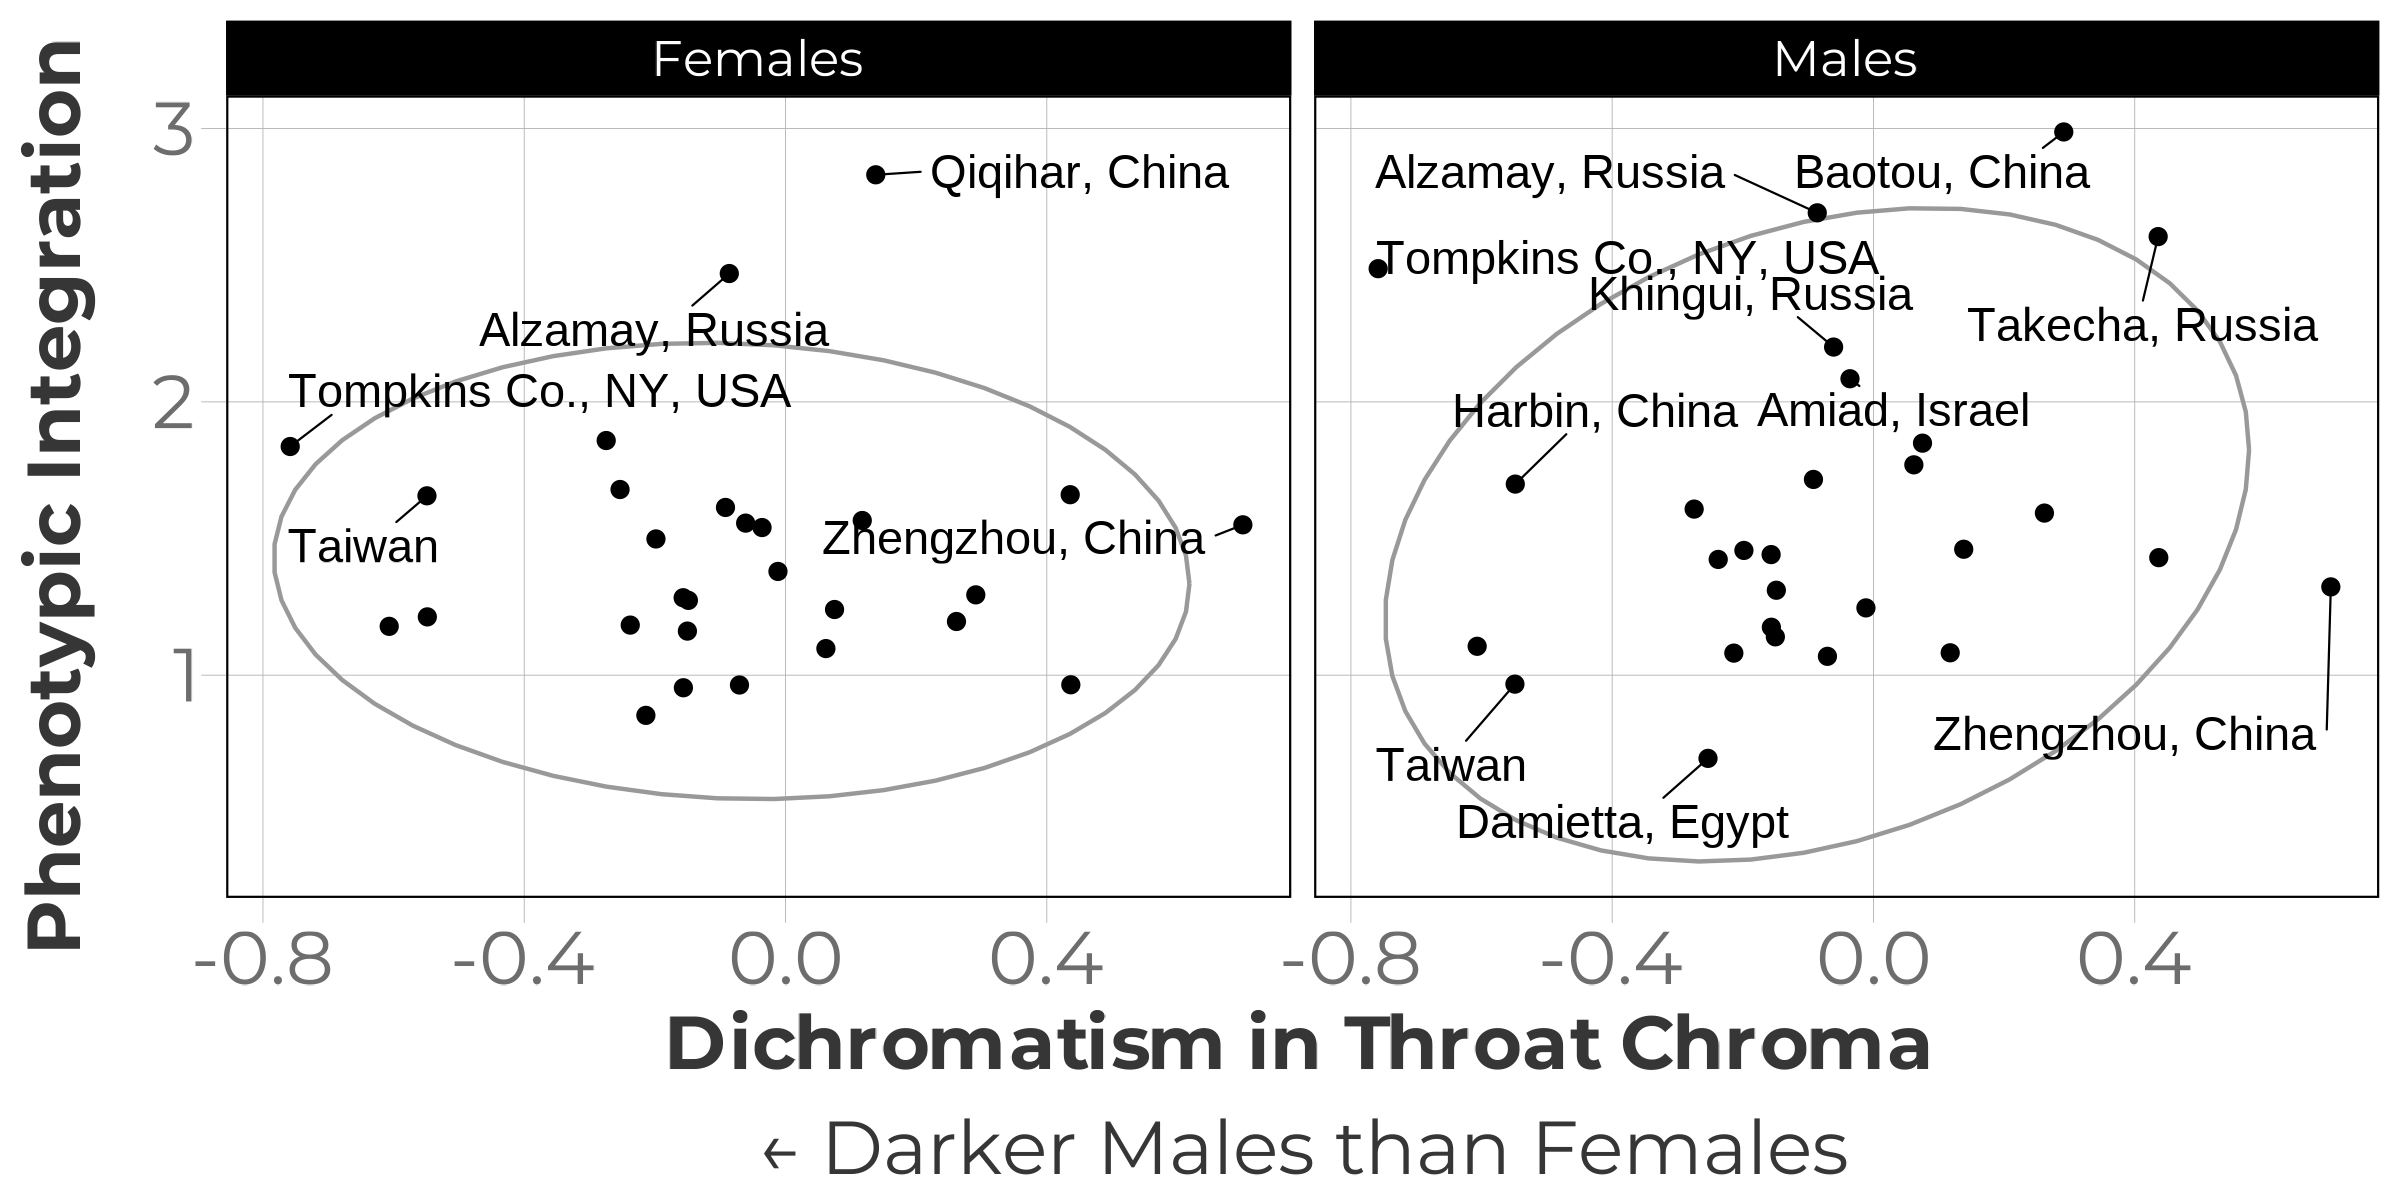 Phenotypic Integration
Females
Males
3
2
1
Qiqihar, China
Alzamay, Russia
Tompkins Co., NY, USA
Taiwan
Zhengzhou, China
Alzamay, Russia
Baotou, China
Tompkins Co., NY, USA
Khingui, Russia
Takecha, Russia
Harbin, China
Amiad, Israel
Zhengzhou, China
Taiwan
Damietta, Egypt
-0.8 -0.4 0.0 0.4
-0.8 -0.4 0.0 0.4
Dichromatism in Throat Chroma
← Darker Males than Females